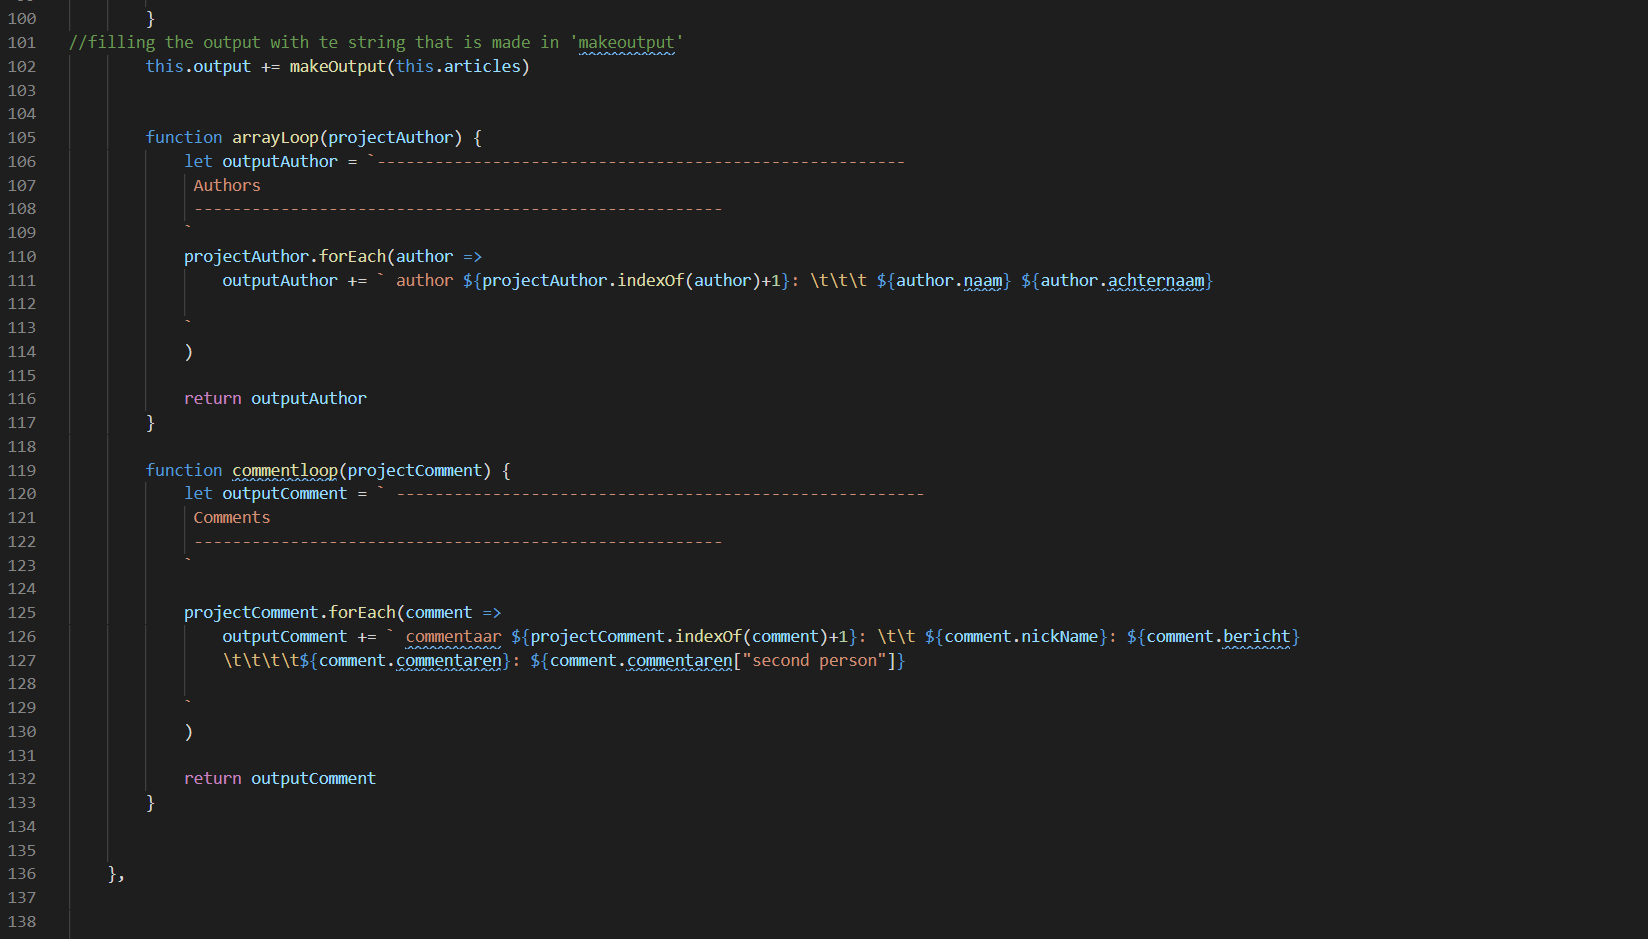 100 }
101 //filling the output with te string that is made in 'makeoutput'
102 this.output += makeOutput(this.articles)
103
104
105 function arrayLoop(projectAuthor) {
106 let outputAuthor = `-------------------------------------------------------
107 Authors
108 -------------------------------------------------------
109 `
110 projectAuthor.forEach(author =>
111 outputAuthor += ` author ${projectAuthor.indexOf(author)+1}: \t\t\t ${author.naam} ${author.achternaam}
112
113 `
114 )
115
116 return outputAuthor
117 }
118
119 function commentloop(projectComment) {
120 let outputComment = ` -------------------------------------------------------
121 Comments
122 -------------------------------------------------------
123 `
124
125 projectComment.forEach(comment =>
126 outputComment += ` commentaar ${projectComment.indexOf(comment)+1}: \t\t ${comment.nickName}: ${comment.bericht}
127 \t\t\t\t${comment.commentaren}: ${comment.commentaren["second person"]}
128
129 `
130 )
131
132 return outputComment
133 }
134
135
136 },
137
138